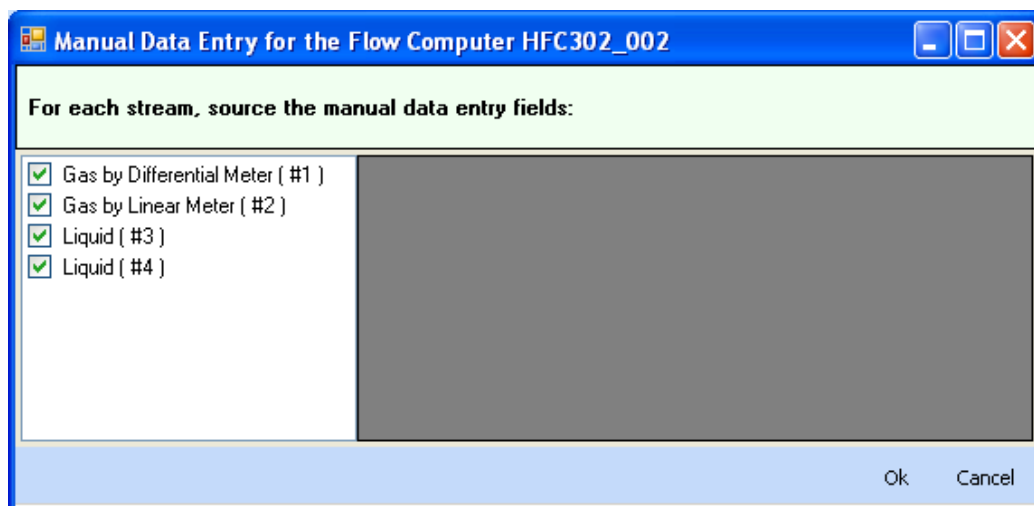 Manual Data Entry for the Flow Computer HFC302_002
For each stream, source the manual data entry fields:
Gas by Differential Meter ( #1 )
Gas by Linear Meter ( #2 )
Liquid ( #3 )
Liquid ( #4 )
Ok Cancel